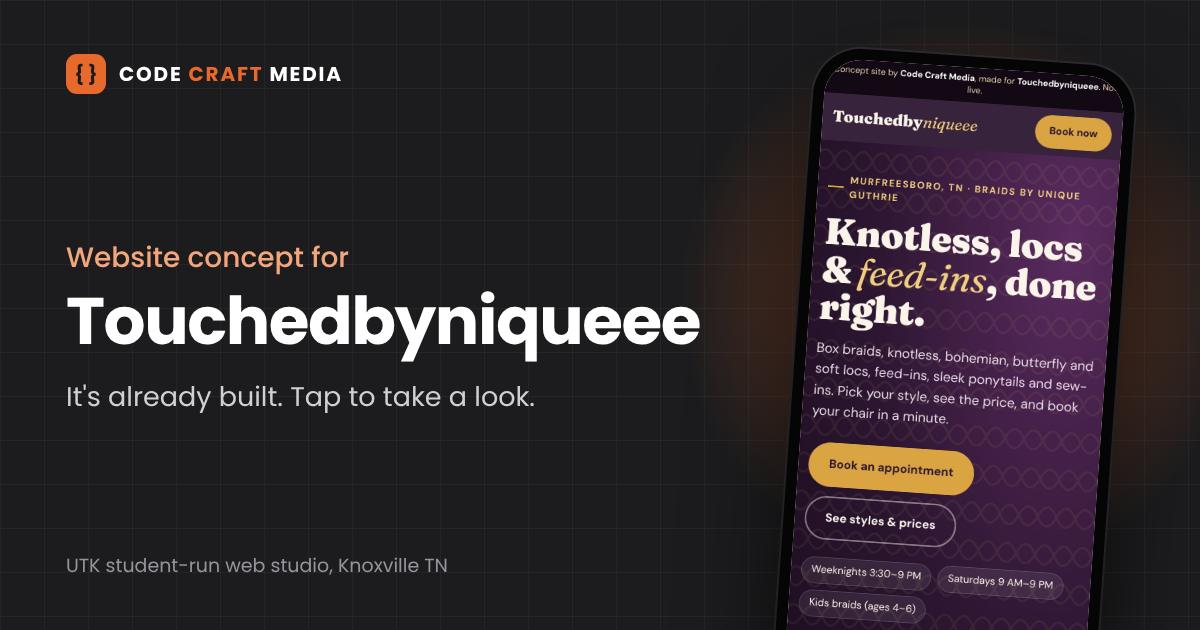 { } CODE CRAFT MEDIA
Website concept for
Touchedbyniqueee
It's already built. Tap to take a look.
UTK student-run web studio, Knoxville TN
concept site by Code Craft Media, made for Touchedbyniqueee. No
live.
Touchedbyniqueee
Book now
MURFREESBORO, TN · BRAIDS BY UNIQUE
GUTHRIE
Knotless, locs
& feed-ins, done
right.
Box braids, knotless, bohemian, butterfly and
soft locs, feed-ins, sleek ponytails and sew-
ins. Pick your style, see the price, and book
your chair in a minute.
Book an appointment
See styles & prices
Weeknights 3:30–9 PM
Saturdays 9 AM–9 PM
Kids braids (ages 4–6)